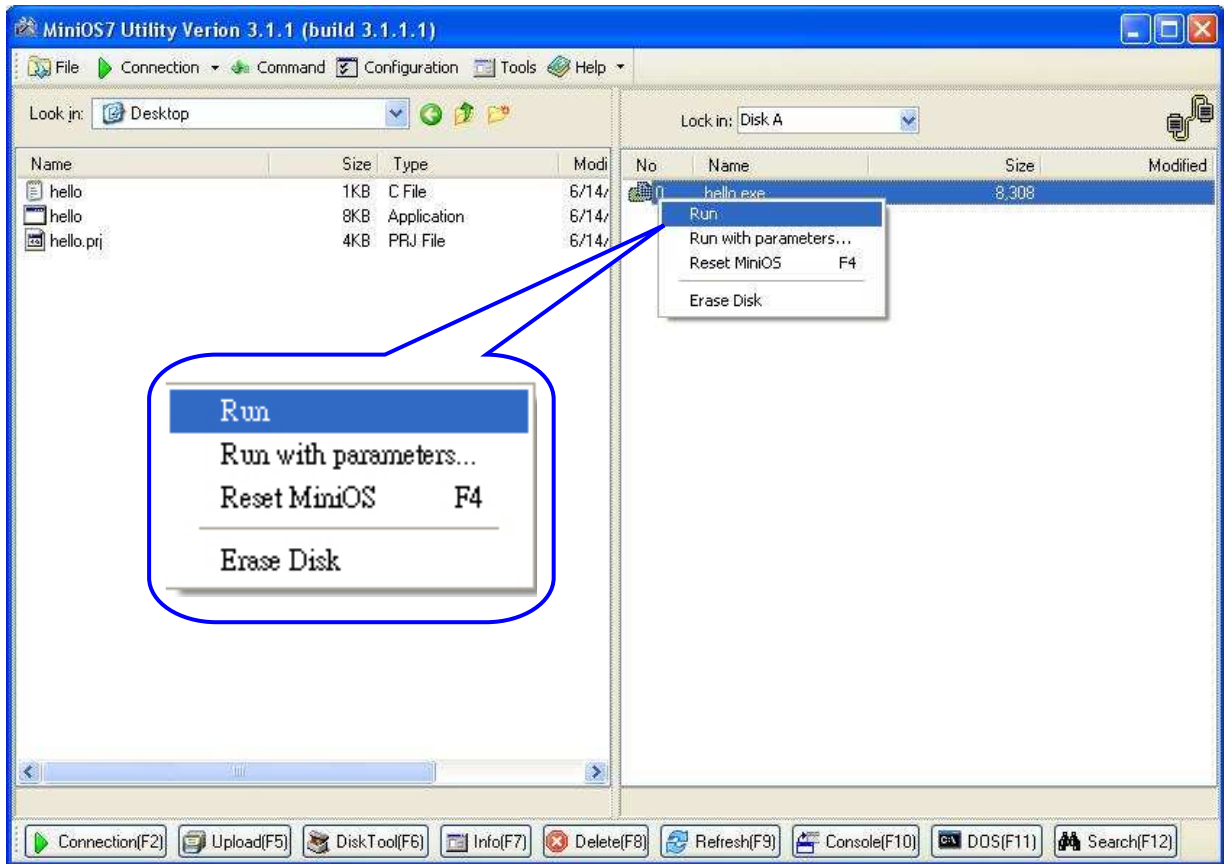 MiniOS7 Utility Verion 3.1.1 (build 3.1.1.1)
File Connection Command Configuration Tools Help
Look in: Desktop
Lock in: Disk A
Name Size Type Modi
No Name Size Modified
hello 1KB C File 6/14/
hello 8KB Application 6/14/
hello.prj 4KB PRJ File 6/14/
0 hello.exe 8,308
Run
Run with parameters...
Reset MiniOS F4
Erase Disk
Run
Run with parameters...
Reset MiniOS F4
Erase Disk
Connection(F2) Upload(F5) DiskTool(F6) Info(F7) Delete(F8) Refresh(F9) Console(F10) DOS(F11) Search(F12)